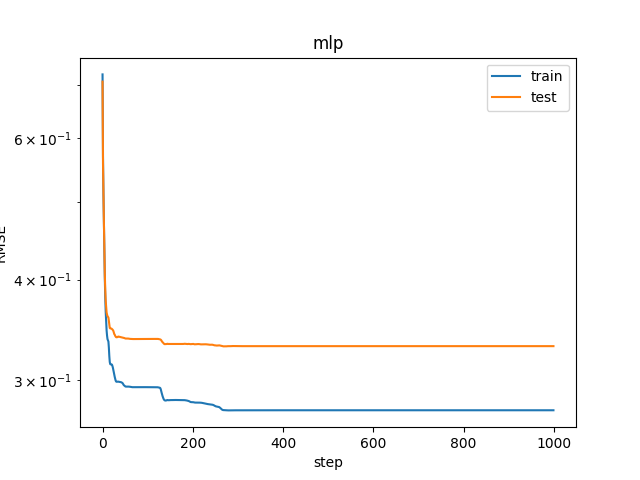 mlp
train
test
6 × 10⁻¹
4 × 10⁻¹
3 × 10⁻¹
RMSE
0 200 400 600 800 1000
step